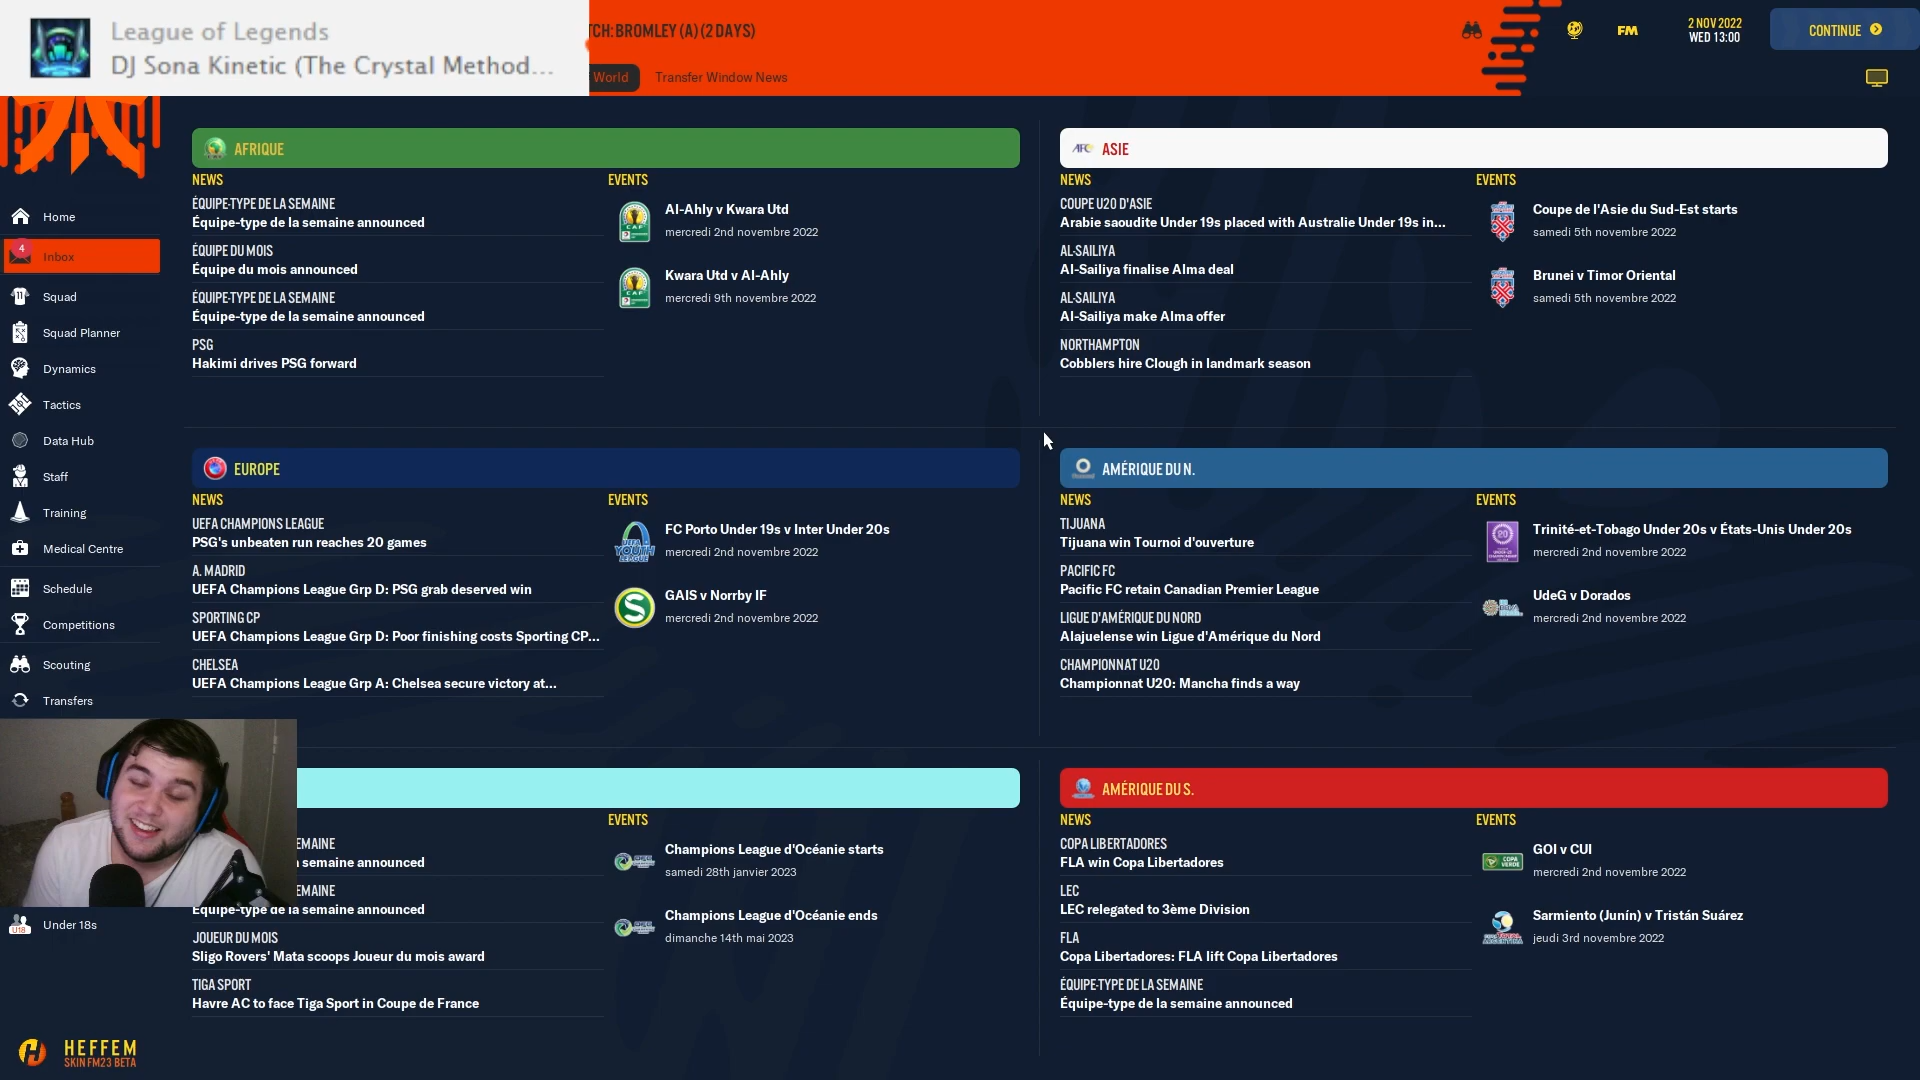 League of Legends
DJ Sona Kinetic (The Crystal Method...
TCH: BROMLEY (A) (2 DAYS)
FM
2 NOV 2022
WED 13:00
CONTINUE
World
Transfer Window News
Home
4
Inbox
Squad
Squad Planner
Dynamics
Tactics
Data Hub
Staff
Training
Medical Centre
Schedule
Competitions
Scouting
Transfers
U18
Under 18s
HEFFEM
SKIN FM23 BETA
AFRIQUE
NEWS
ÉQUIPE-TYPE DE LA SEMAINE
Équipe-type de la semaine announced
ÉQUIPE DU MOIS
Équipe du mois announced
ÉQUIPE-TYPE DE LA SEMAINE
Équipe-type de la semaine announced
PSG
Hakimi drives PSG forward
EVENTS
CAF
Al-Ahly v Kwara Utd
mercredi 2nd novembre 2022
CAF
Kwara Utd v Al-Ahly
mercredi 9th novembre 2022
AFC
ASIE
NEWS
COUPE U20 D'ASIE
Arabie saoudite Under 19s placed with Australie Under 19s in...
AL-SAILIYA
Al-Sailiya finalise Alma deal
AL-SAILIYA
Al-Sailiya make Alma offer
NORTHAMPTON
Cobblers hire Clough in landmark season
EVENTS
Coupe de l'Asie du Sud-Est starts
samedi 5th novembre 2022
Brunei v Timor Oriental
samedi 5th novembre 2022
EUROPE
NEWS
UEFA CHAMPIONS LEAGUE
PSG's unbeaten run reaches 20 games
A. MADRID
UEFA Champions League Grp D: PSG grab deserved win
SPORTING CP
UEFA Champions League Grp D: Poor finishing costs Sporting CP...
CHELSEA
UEFA Champions League Grp A: Chelsea secure victory at...
EVENTS
UEFA YOUTH LEAGUE
FC Porto Under 19s v Inter Under 20s
mercredi 2nd novembre 2022
S
GAIS v Norrby IF
mercredi 2nd novembre 2022
AMÉRIQUE DU N.
NEWS
TIJUANA
Tijuana win Tournoi d'ouverture
PACIFIC FC
Pacific FC retain Canadian Premier League
LIGUE D'AMÉRIQUE DU NORD
Alajuelense win Ligue d'Amérique du Nord
CHAMPIONNAT U20
Championnat U20: Mancha finds a way
EVENTS
20
Trinité-et-Tobago Under 20s v États-Unis Under 20s
mercredi 2nd novembre 2022
UdeG v Dorados
mercredi 2nd novembre 2022
EMAINE
a semaine announced
EMAINE
Équipe-type de la semaine announced
JOUEUR DU MOIS
Sligo Rovers' Mata scoops Joueur du mois award
TIGA SPORT
Havre AC to face Tiga Sport in Coupe de France
EVENTS
Champions League d'Océanie starts
samedi 28th janvier 2023
Champions League d'Océanie ends
dimanche 14th mai 2023
AMÉRIQUE DU S.
NEWS
COPA LIBERTADORES
FLA win Copa Libertadores
LEC
LEC relegated to 3ème Division
FLA
Copa Libertadores: FLA lift Copa Libertadores
ÉQUIPE-TYPE DE LA SEMAINE
Équipe-type de la semaine announced
EVENTS
COPA VERDE
GOI v CUI
mercredi 2nd novembre 2022
Sarmiento (Junín) v Tristán Suárez
jeudi 3rd novembre 2022